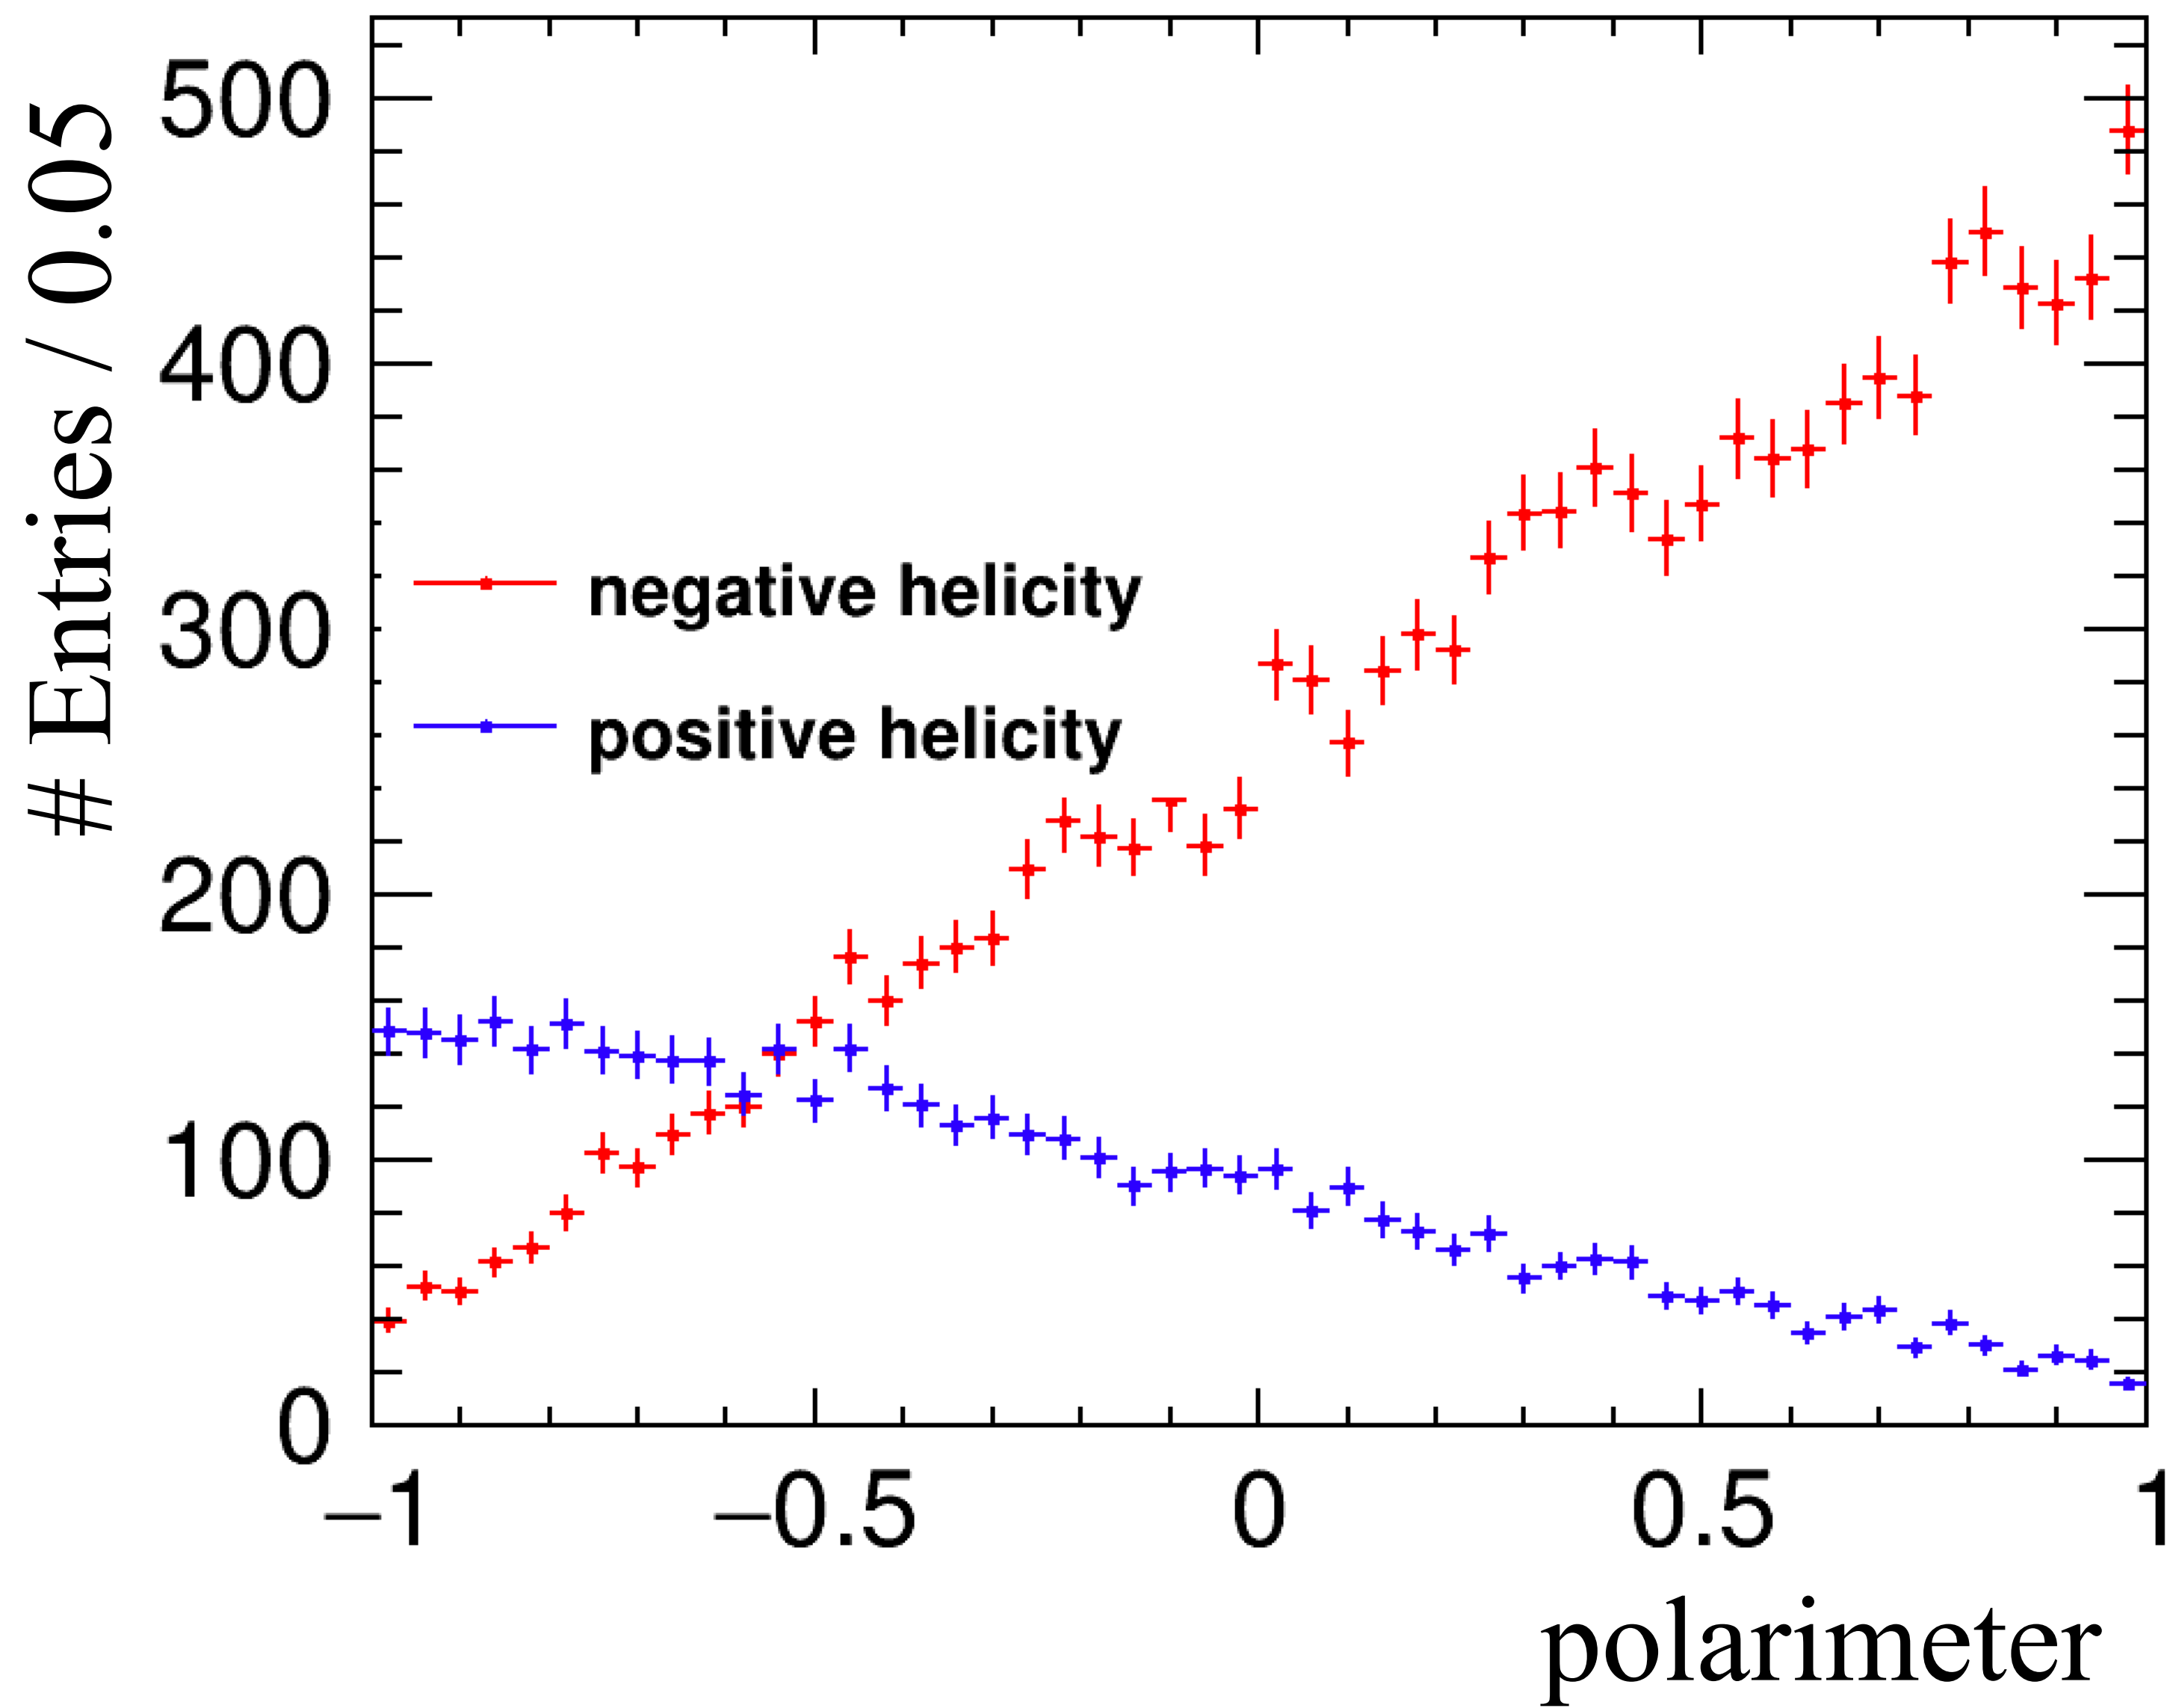 # Entries / 0.05
500
400
300
200
100
0
negative helicity
positive helicity
−1
−0.5
0
0.5
1
polarimeter